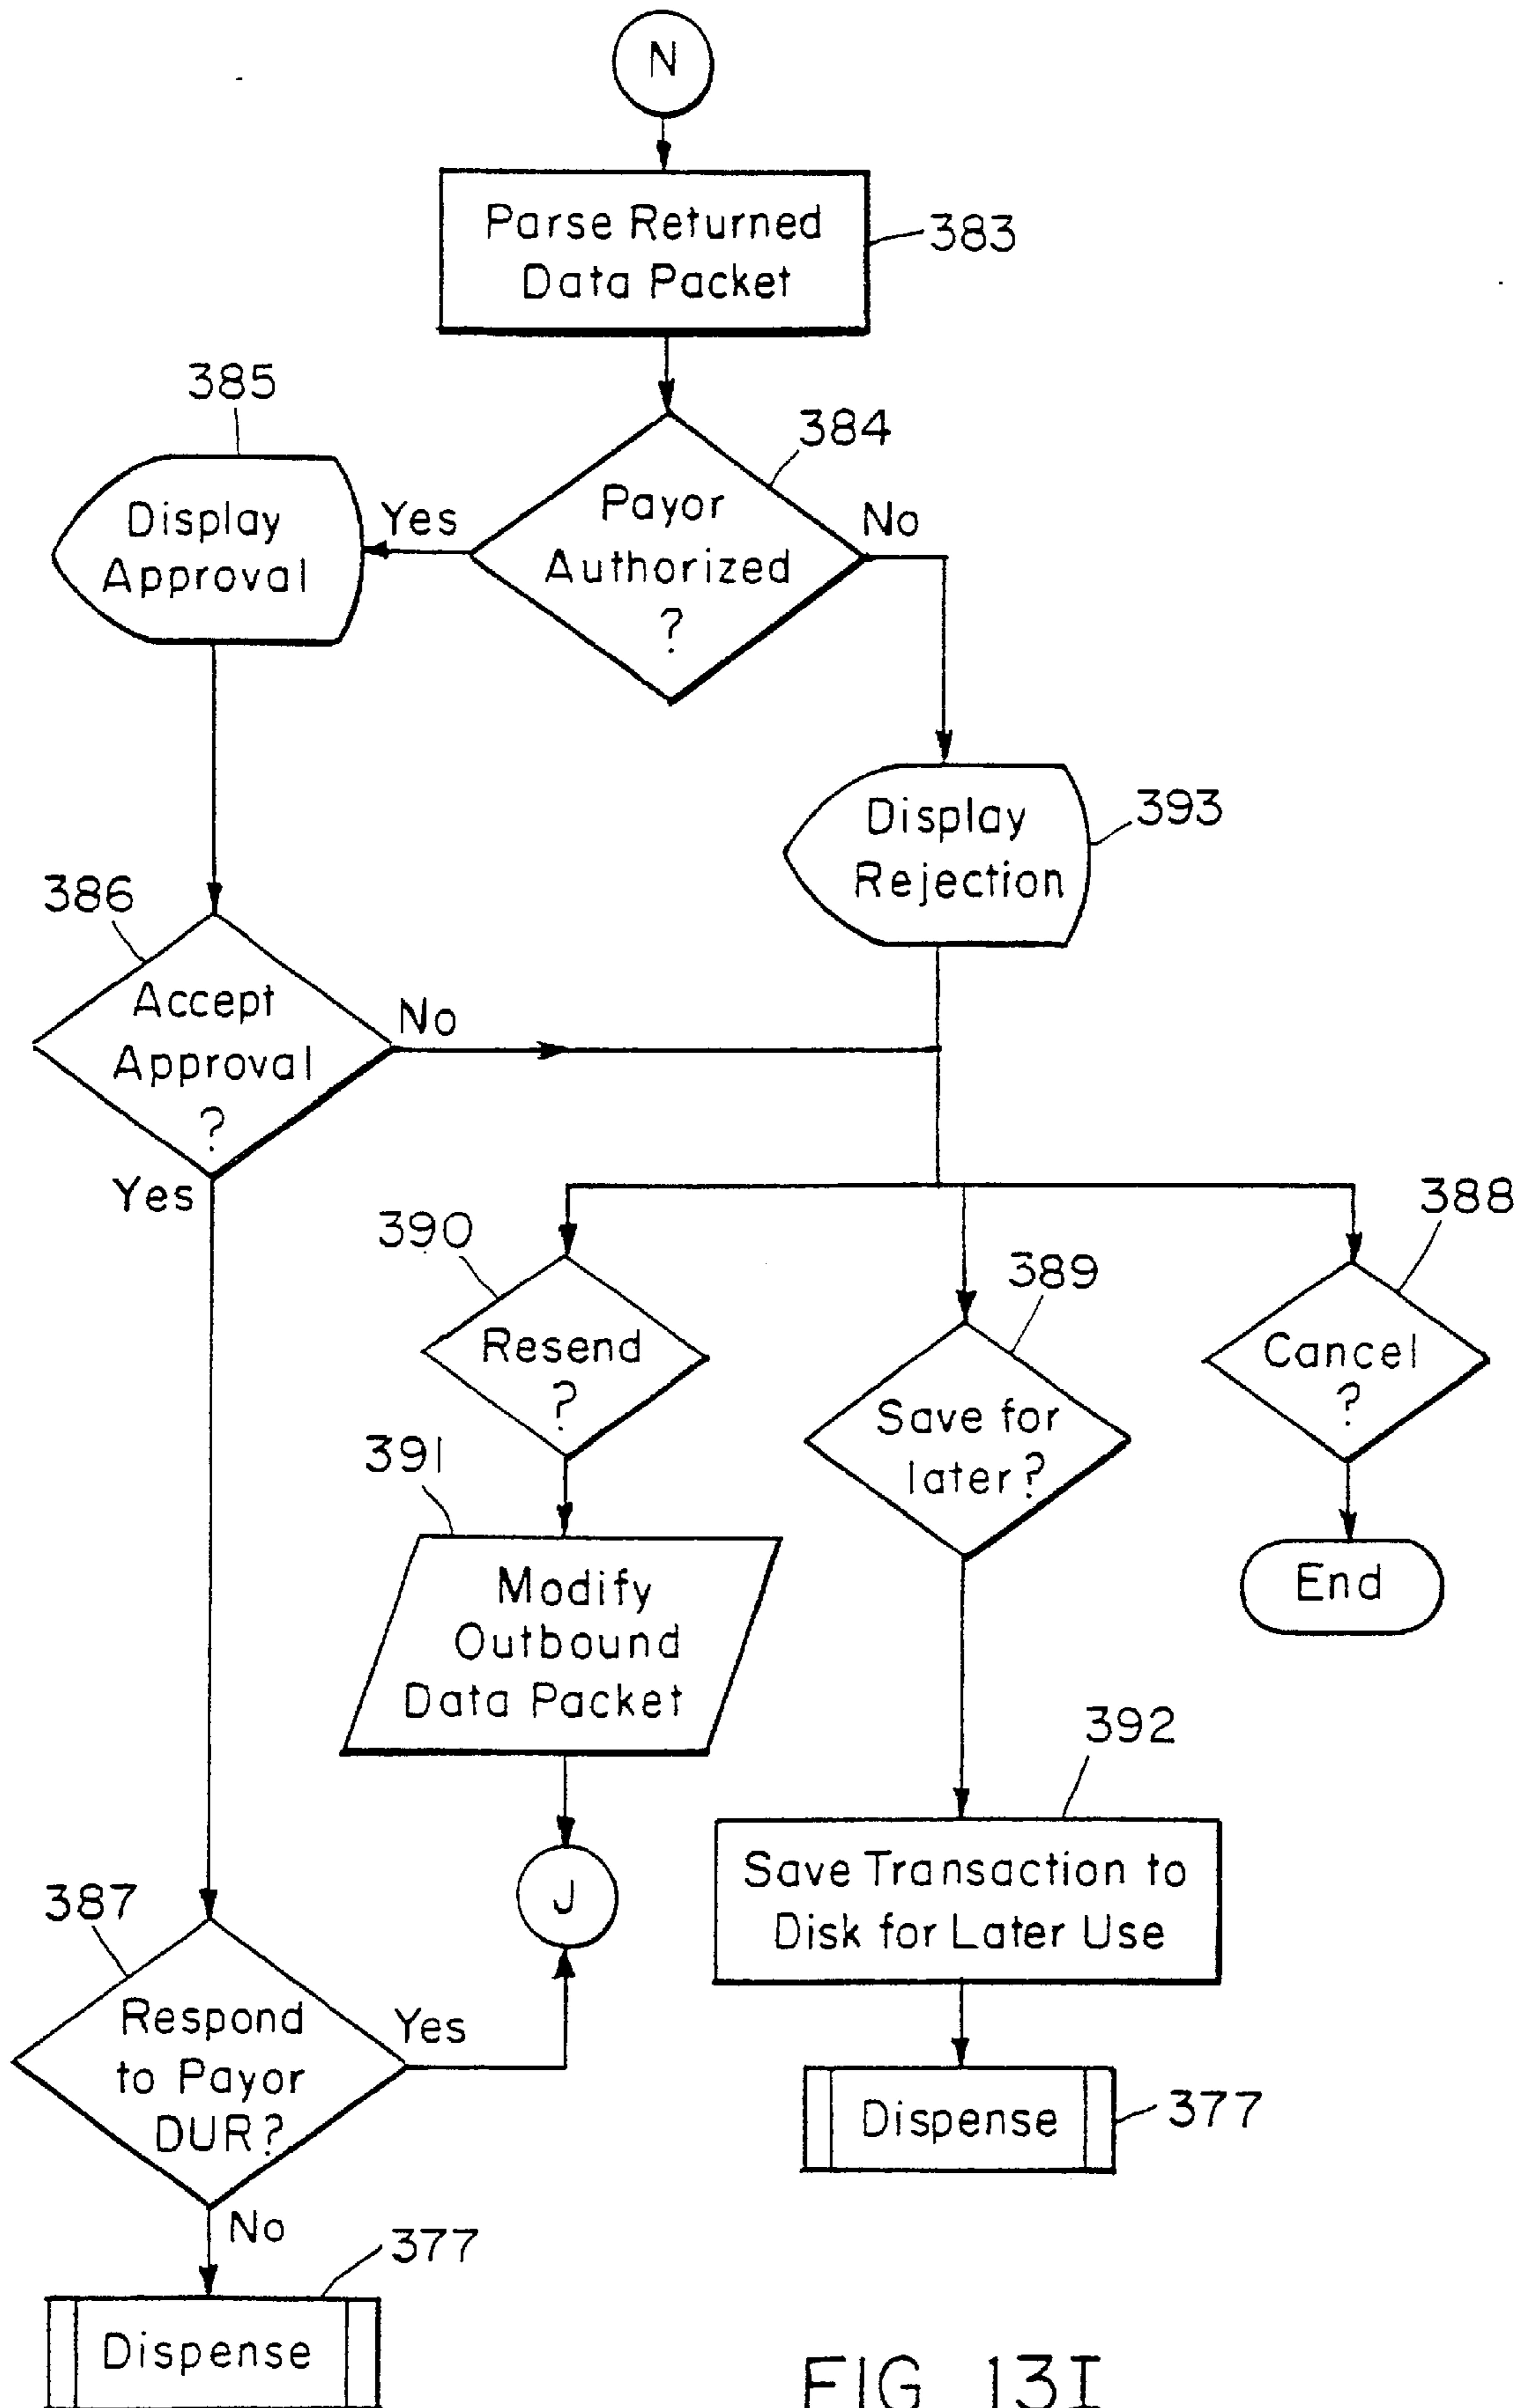 N
Parse Returned
Data Packet
383
385
384
Display
Approval
Yes
Payor
Authorized
?
No
Display
Rejection
393
386
Accept
Approval
?
No
Yes
390
389
388
Resend
?
Save for
later?
Cancel
?
391
Modify
Outbound
Data Packet
End
392
J
Save Transaction to
Disk for Later Use
387
Respond
to Payor
DUR?
Yes
Dispense
377
No
377
Dispense
FIG. 13I